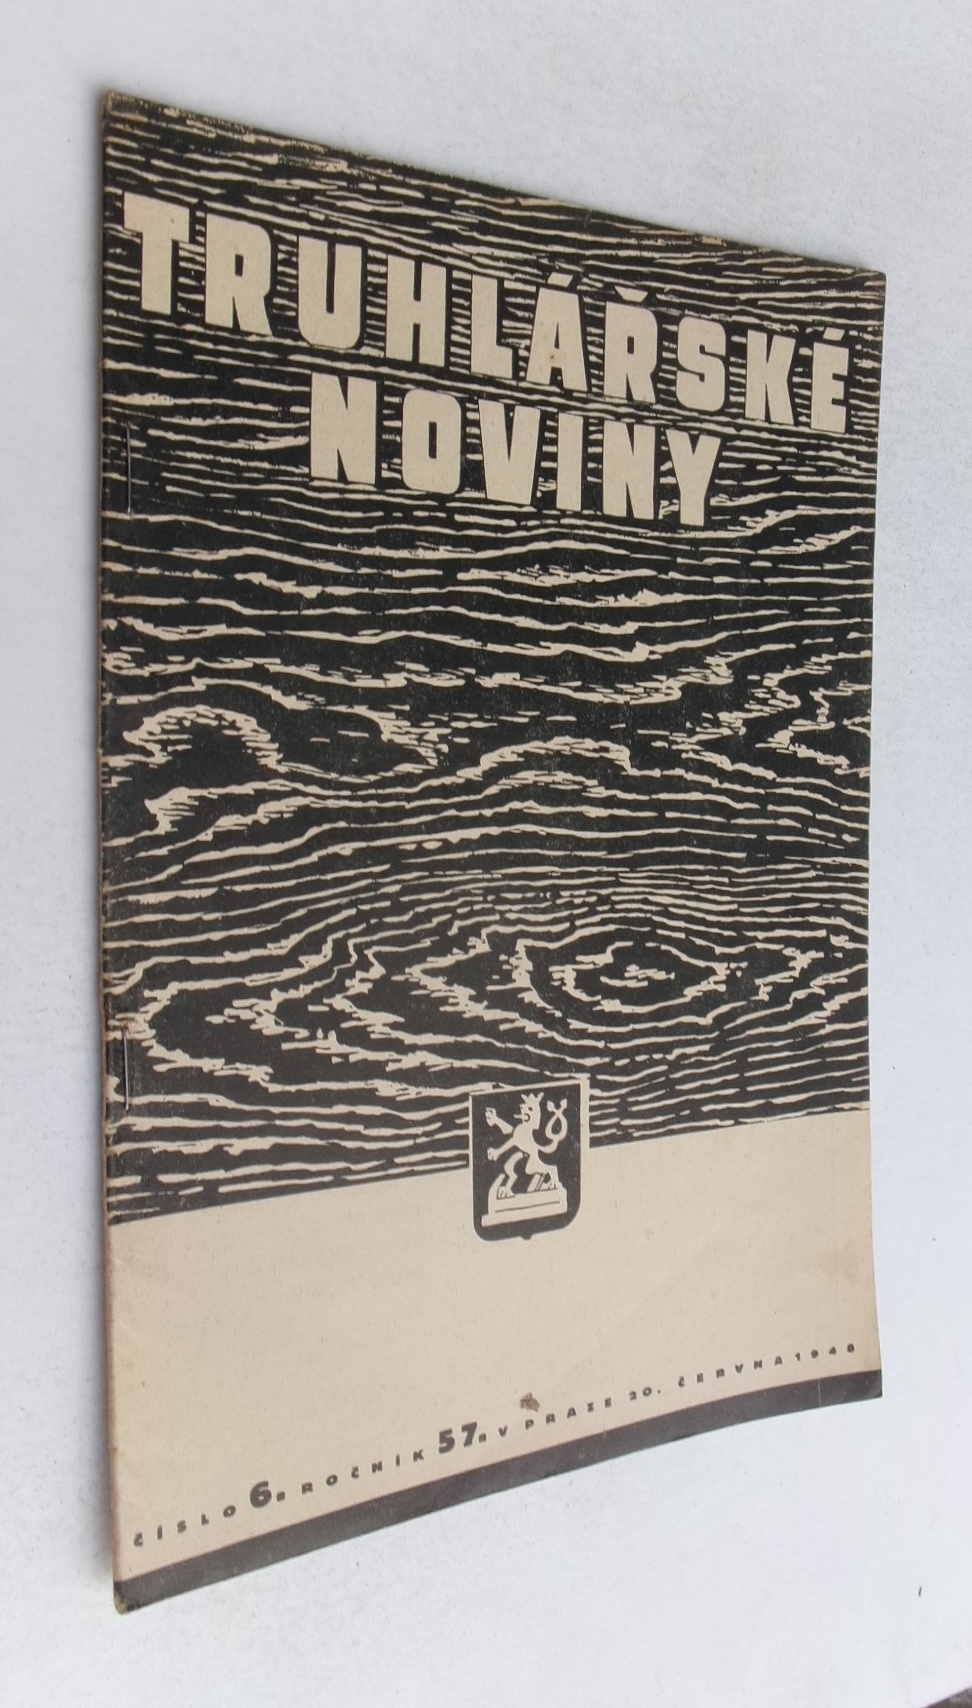 TRUHLÁŘSKÉ
NOVINY
ČÍSLO 6. ROČNÍK 57. V PRAZE 20. ČERVNA 1948